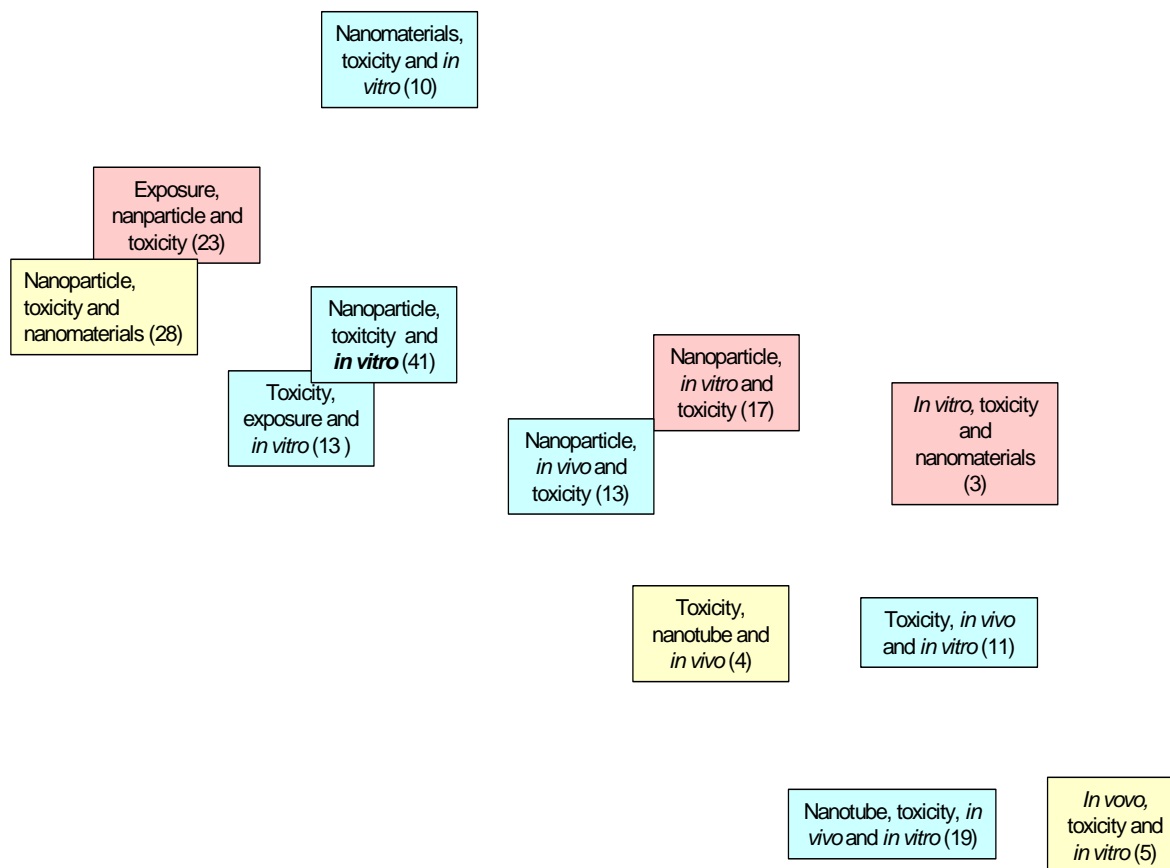 Nanomaterials,
toxicity and in
vitro (10)
Exposure,
nanparticle and
toxicity (23)
Nanoparticle,
toxicity and
nanomaterials (28)
Nanoparticle,
toxitcity and
in vitro (41)
Toxicity,
exposure and
in vitro (13 )
Nanoparticle,
in vitro and
toxicity (17)
Nanoparticle,
in vivo and
toxicity (13)
In vitro, toxicity
and
nanomaterials
(3)
Toxicity,
nanotube and
in vivo (4)
Toxicity, in vivo
and in vitro (11)
Nanotube, toxicity, in
vivo and in vitro (19)
In vovo,
toxicity and
in vitro (5)